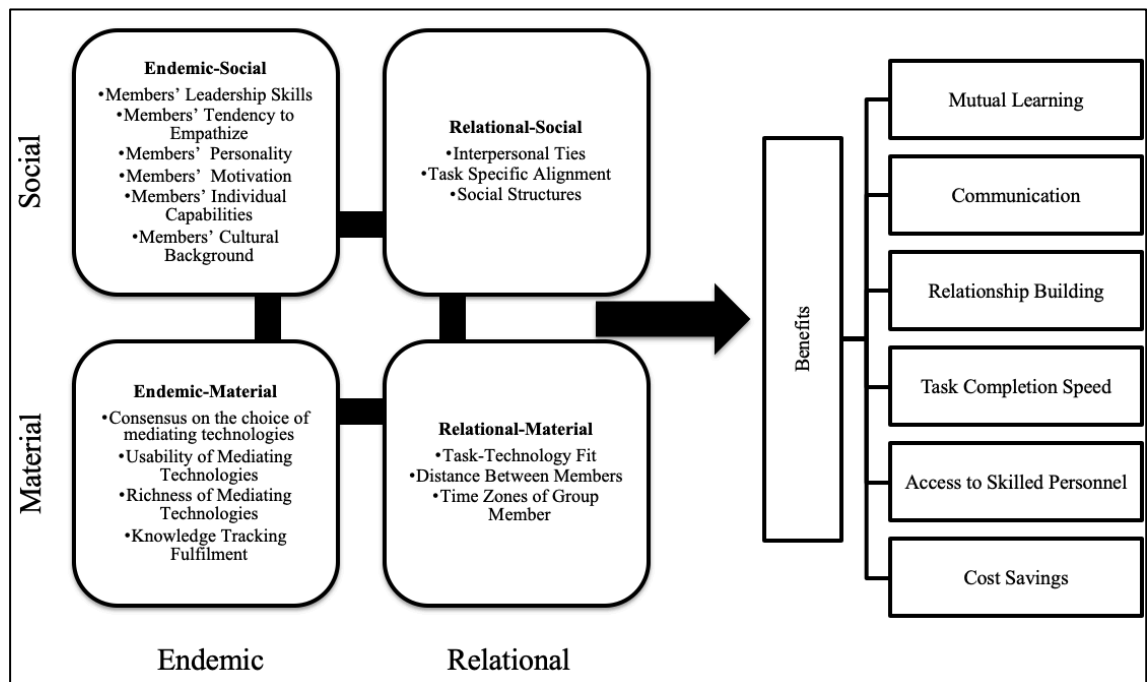 Social
Endemic-Social
•Members’ Leadership Skills
•Members’ Tendency to
Empathize
•Members’ Personality
•Members’ Motivation
•Members’ Individual
Capabilities
•Members’ Cultural
Background
Relational-Social
•Interpersonal Ties
•Task Specific Alignment
•Social Structures
Material
Endemic-Material
•Consensus on the choice of
mediating technologies
•Usability of Mediating
Technologies
•Richness of Mediating
Technologies
•Knowledge Tracking
Fulfilment
Relational-Material
•Task-Technology Fit
•Distance Between Members
•Time Zones of Group
Member
Endemic
Relational
Benefits
Mutual Learning
Communication
Relationship Building
Task Completion Speed
Access to Skilled Personnel
Cost Savings